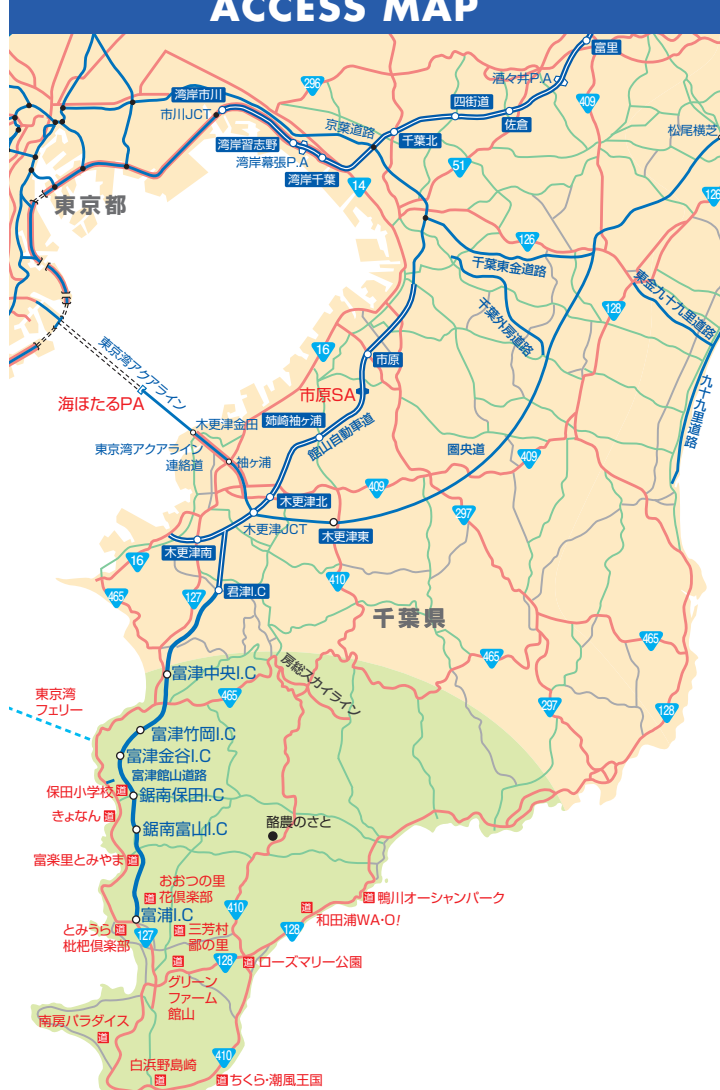 ACCESS MAP
富里
酒々井P.A
296
409
湾岸市川
市川JCT
四街道
佐倉
京葉道路
千葉北
松尾横芝
湾岸習志野
湾岸幕張P.A
湾岸千葉
14
51
126
東京都
126
千葉東金道路
東金九十九里道路
千葉外房道路
128
16
市原
東京湾アクアライン
市原SA
九十九里道路
海ほたるPA
木更津金田
姉崎袖ヶ浦
館山自動車道
東京湾アクアライン
連絡道
袖ヶ浦
圏央道
409
409
木更津北
297
木更津JCT
木更津東
木更津南
16
410
465
127
君津I.C
千葉県
465
465
房総スカイライン
富津中央I.C
465
297
128
東京湾
フェリー
富津竹岡I.C
富津金谷I.C
富津館山道路
保田小学校
道
鋸南保田I.C
きょなん
道
鋸南富山I.C
酪農のさと
富楽里とみやま
道
おおつの里
花倶楽部
道
鴨川オーシャンパーク
道
和田浦WA・O!
道
富浦I.C
410
とみうら
枇杷倶楽部
道
127
道
三芳村
鄙の里
128
道
グリーン
ファーム
館山
128
道
ローズマリー公園
南房パラダイス
道
白浜野島崎
道
410
道
ちくら・潮風王国